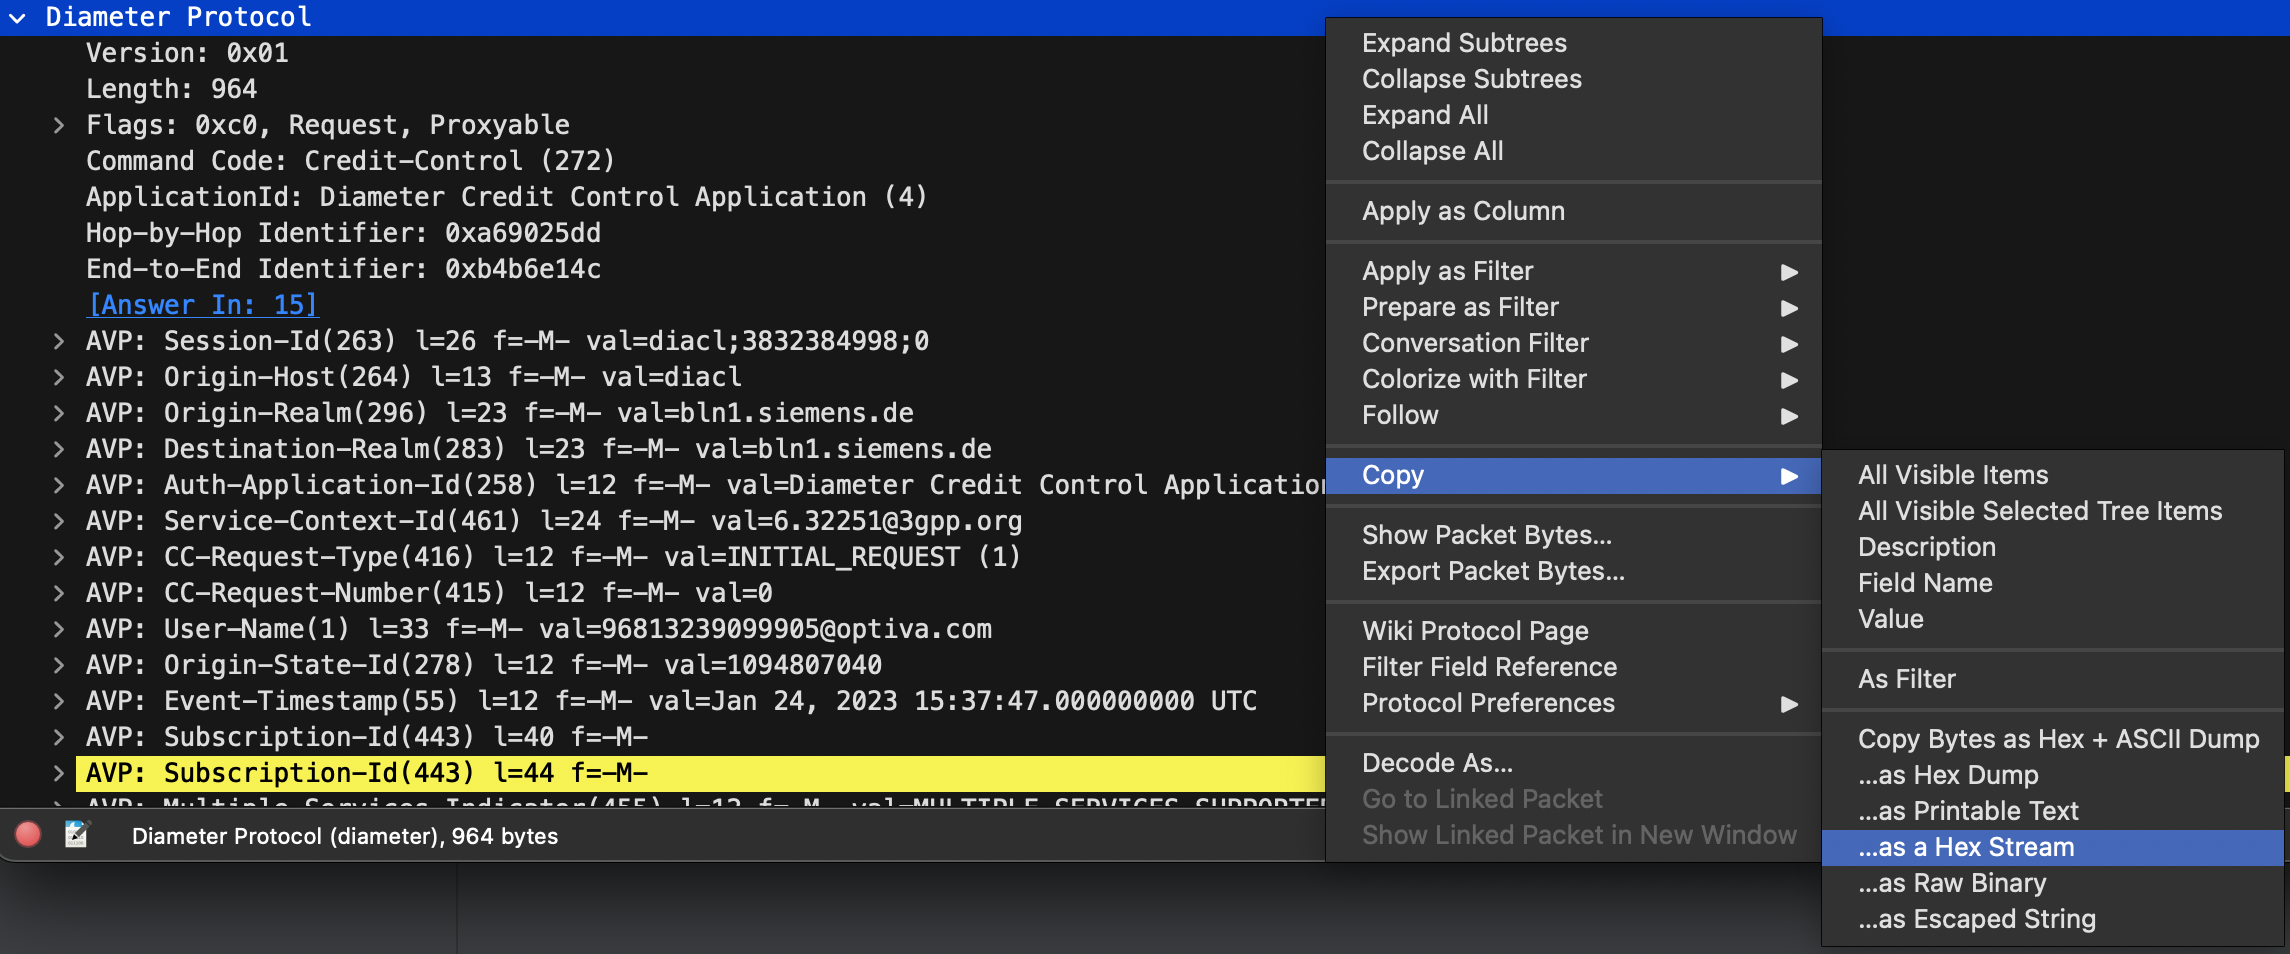 Diameter Protocol
Version: 0x01
Length: 964
Flags: 0xc0, Request, Proxyable
Command Code: Credit-Control (272)
ApplicationId: Diameter Credit Control Application (4)
Hop-by-Hop Identifier: 0xa69025dd
End-to-End Identifier: 0xb4b6e14c
[Answer In: 15]
AVP: Session-Id(263) l=26 f=-M- val=diacl;3832384998;0
AVP: Origin-Host(264) l=13 f=-M- val=diacl
AVP: Origin-Realm(296) l=23 f=-M- val=bln1.siemens.de
AVP: Destination-Realm(283) l=23 f=-M- val=bln1.siemens.de
AVP: Auth-Application-Id(258) l=12 f=-M- val=Diameter Credit Control Application
AVP: Service-Context-Id(461) l=24 f=-M- val=6.32251@3gpp.org
AVP: CC-Request-Type(416) l=12 f=-M- val=INITIAL_REQUEST (1)
AVP: CC-Request-Number(415) l=12 f=-M- val=0
AVP: User-Name(1) l=33 f=-M- val=96813239099905@optiva.com
AVP: Origin-State-Id(278) l=12 f=-M- val=1094807040
AVP: Event-Timestamp(55) l=12 f=-M- val=Jan 24, 2023 15:37:47.000000000 UTC
AVP: Subscription-Id(443) l=40 f=-M-
AVP: Subscription-Id(443) l=44 f=-M-
AVP: Multiple-Services-Indicator(455) l=12 f=-M- val=MULTIPLE_SERVICES_SUPPORTED
Diameter Protocol (diameter), 964 bytes
Expand Subtrees
Collapse Subtrees
Expand All
Collapse All
Apply as Column
Apply as Filter
Prepare as Filter
Conversation Filter
Colorize with Filter
Follow
Copy
Show Packet Bytes...
Export Packet Bytes...
Wiki Protocol Page
Filter Field Reference
Protocol Preferences
Decode As...
Go to Linked Packet
Show Linked Packet in New Window
All Visible Items
All Visible Selected Tree Items
Description
Field Name
Value
As Filter
Copy Bytes as Hex + ASCII Dump
...as Hex Dump
...as Printable Text
...as a Hex Stream
...as Raw Binary
...as Escaped String